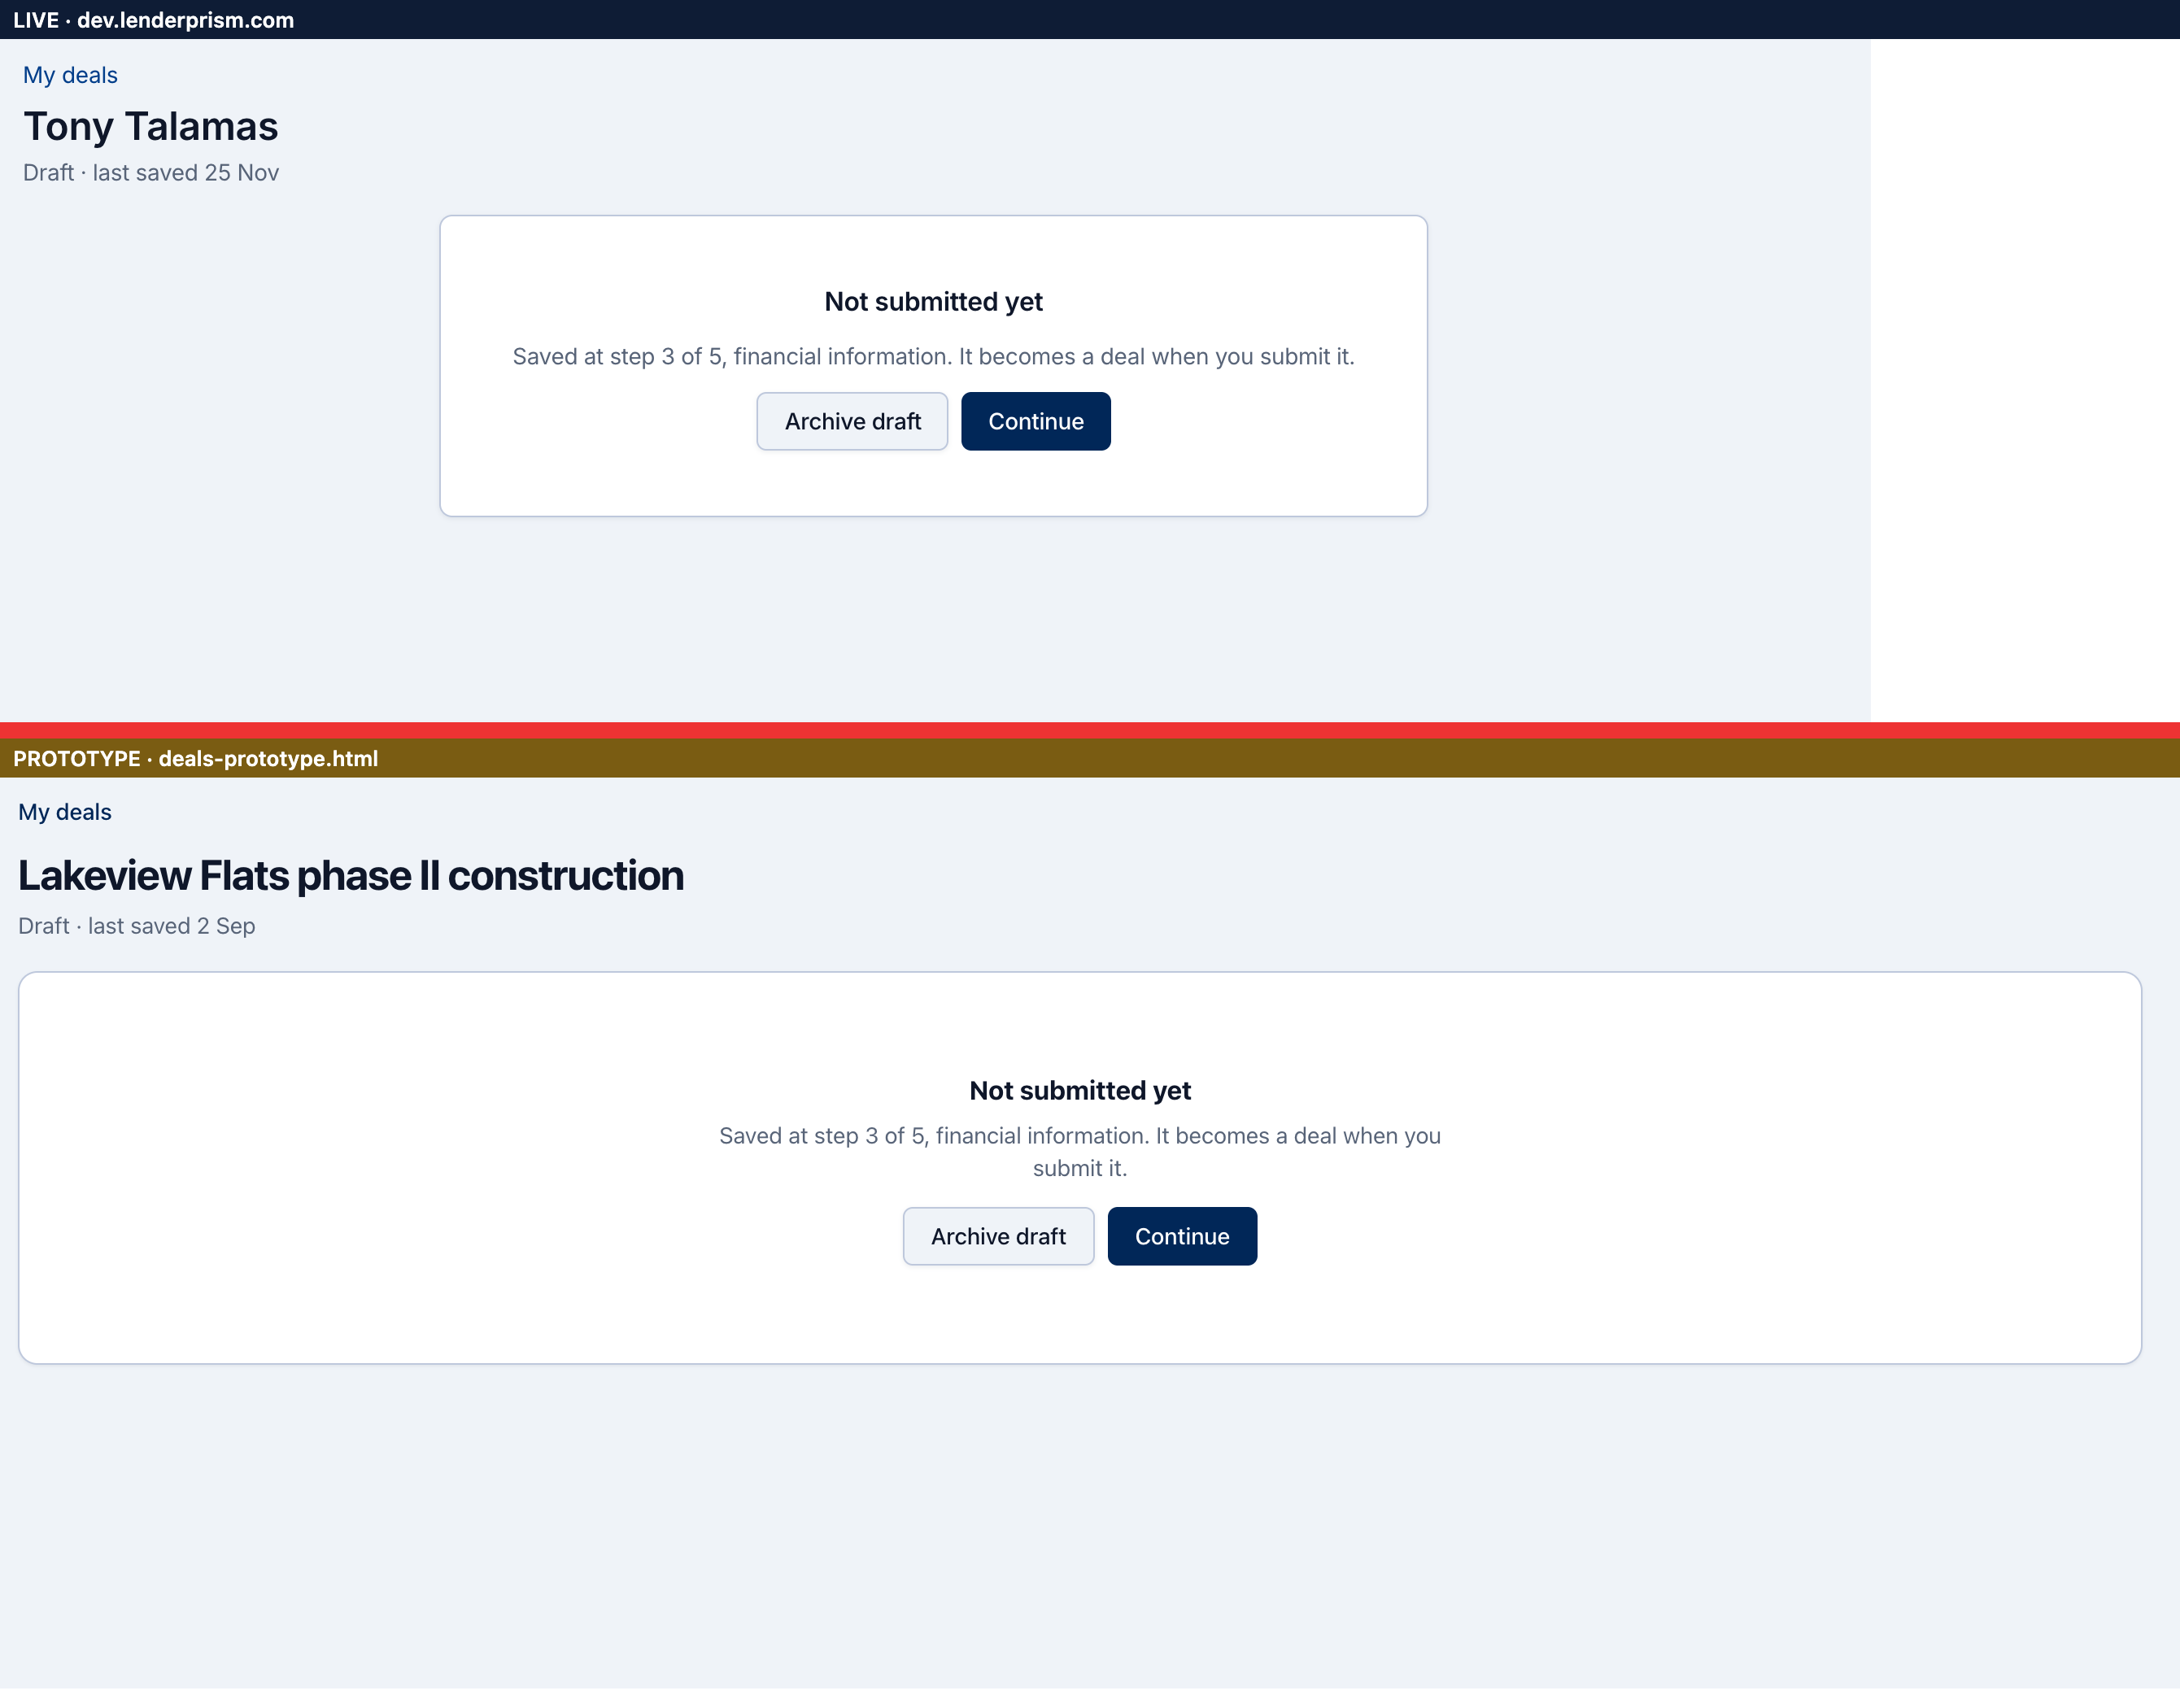 LIVE · dev.lenderprism.com
My deals
Tony Talamas
Draft · last saved 25 Nov
Not submitted yet
Saved at step 3 of 5, financial information. It becomes a deal when you submit it.
Archive draft
Continue
PROTOTYPE · deals-prototype.html
My deals
Lakeview Flats phase II construction
Draft · last saved 2 Sep
Not submitted yet
Saved at step 3 of 5, financial information. It becomes a deal when you
submit it.
Archive draft
Continue